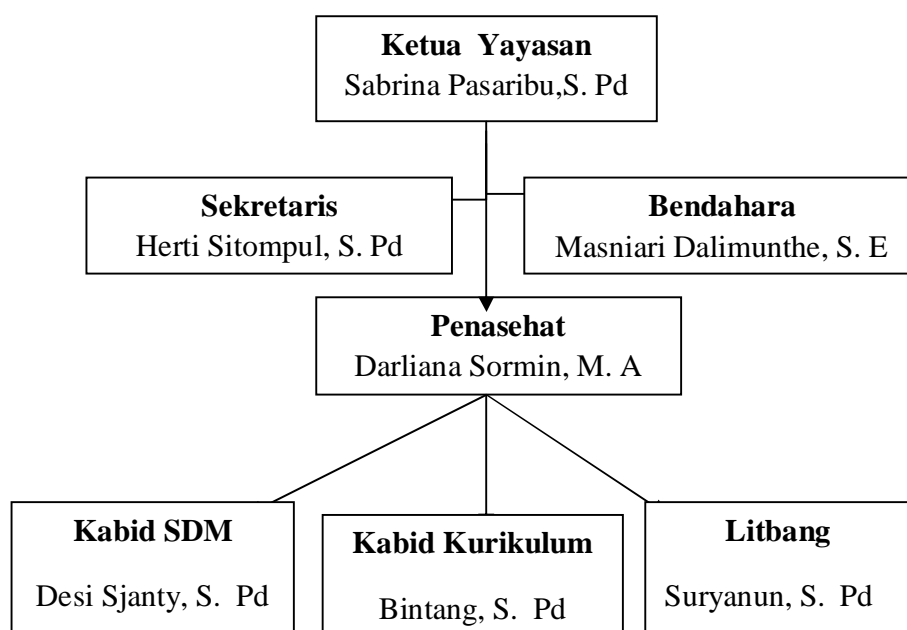 Ketua Yayasan
Sabrina Pasaribu,S. Pd
Sekretaris
Herti Sitompul, S. Pd
Bendahara
Masniari Dalimunthe, S. E
Penasehat
Darliana Sormin, M. A
Kabid SDM
Desi Sjanty, S. Pd
Kabid Kurikulum
Bintang, S. Pd
Litbang
Suryanun, S. Pd